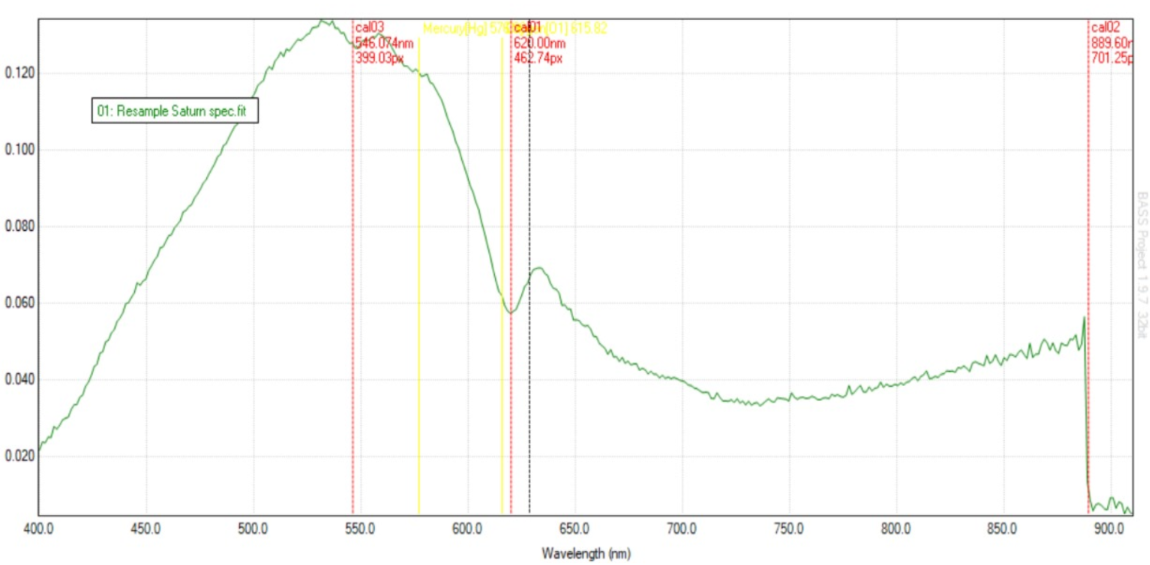 cal03
546.074nm
399.03px
Mercury[Hg] 57
cal01
[O1] 615.82
620.00nm
462.74px
cal02
889.60n
701.25p
01: Resample Saturn spec.fit
0.120
0.100
0.080
0.060
0.040
0.020
400.0 450.0 500.0 550.0 600.0 650.0 700.0 750.0 800.0 850.0 900.0
Wavelength (nm)
BASS Project 1.9.7 32bit